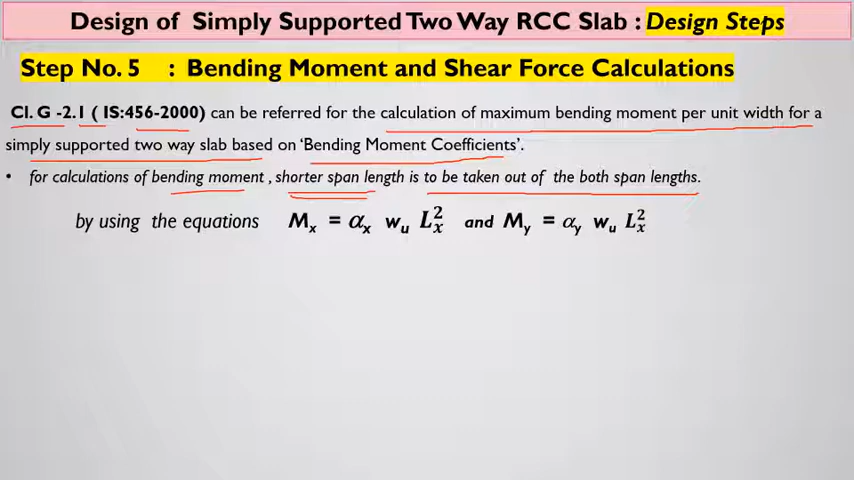 Design of Simply Supported Two Way RCC Slab : Design Steps
Step No. 5 : Bending Moment and Shear Force Calculations
Cl. G -2.1 ( IS:456-2000) can be referred for the calculation of maximum bending moment per unit width for a
simply supported two way slab based on ‘Bending Moment Coefficients’.
• for calculations of bending moment , shorter span length is to be taken out of the both span lengths.
by using the equations Mₓ = αₓ wᵤ Lₓ² and M_y = α_y wᵤ Lₓ²